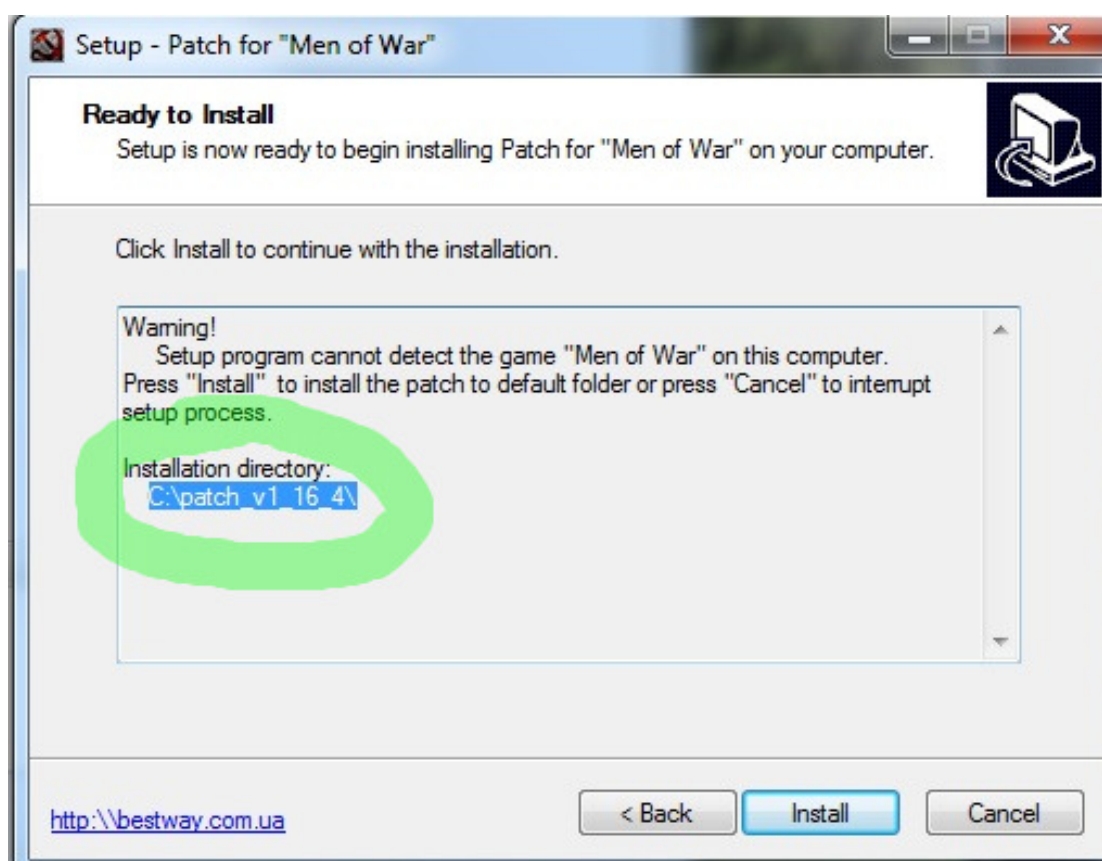 Setup - Patch for "Men of War"
Ready to Install
Setup is now ready to begin installing Patch for "Men of War" on your computer.
Click Install to continue with the installation.
Warning!
Setup program cannot detect the game "Men of War" on this computer.
Press "Install" to install the patch to default folder or press "Cancel" to interrupt
setup process.
Installation directory:
C:\patch_v1_16_4\
http:\\bestway.com.ua
< Back
Install
Cancel